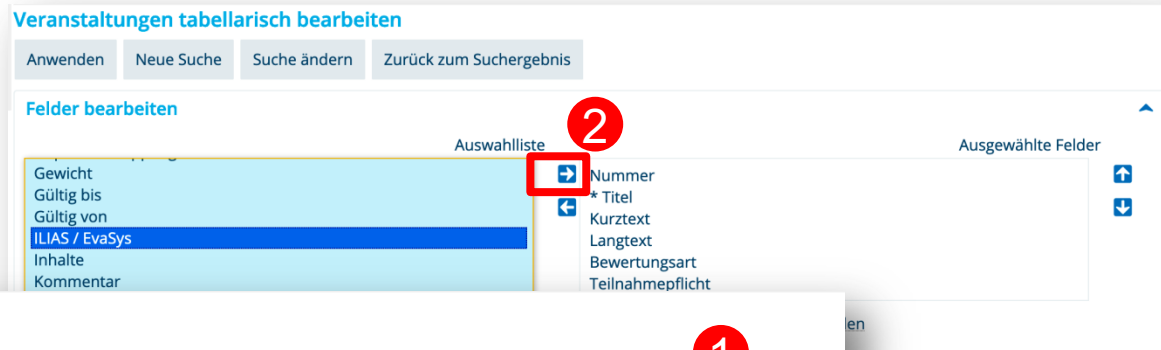 Veranstaltungen tabellarisch bearbeiten
Anwenden Neue Suche Suche ändern Zurück zum Suchergebnis
Felder bearbeiten
2
Auswahlliste Ausgewählte Felder
Gewicht
Gültig bis
Gültig von
ILIAS / EvaSys
Inhalte
Kommentar
Nummer
* Titel
Kurztext
Langtext
Bewertungsart
Teilnahmepflicht
1